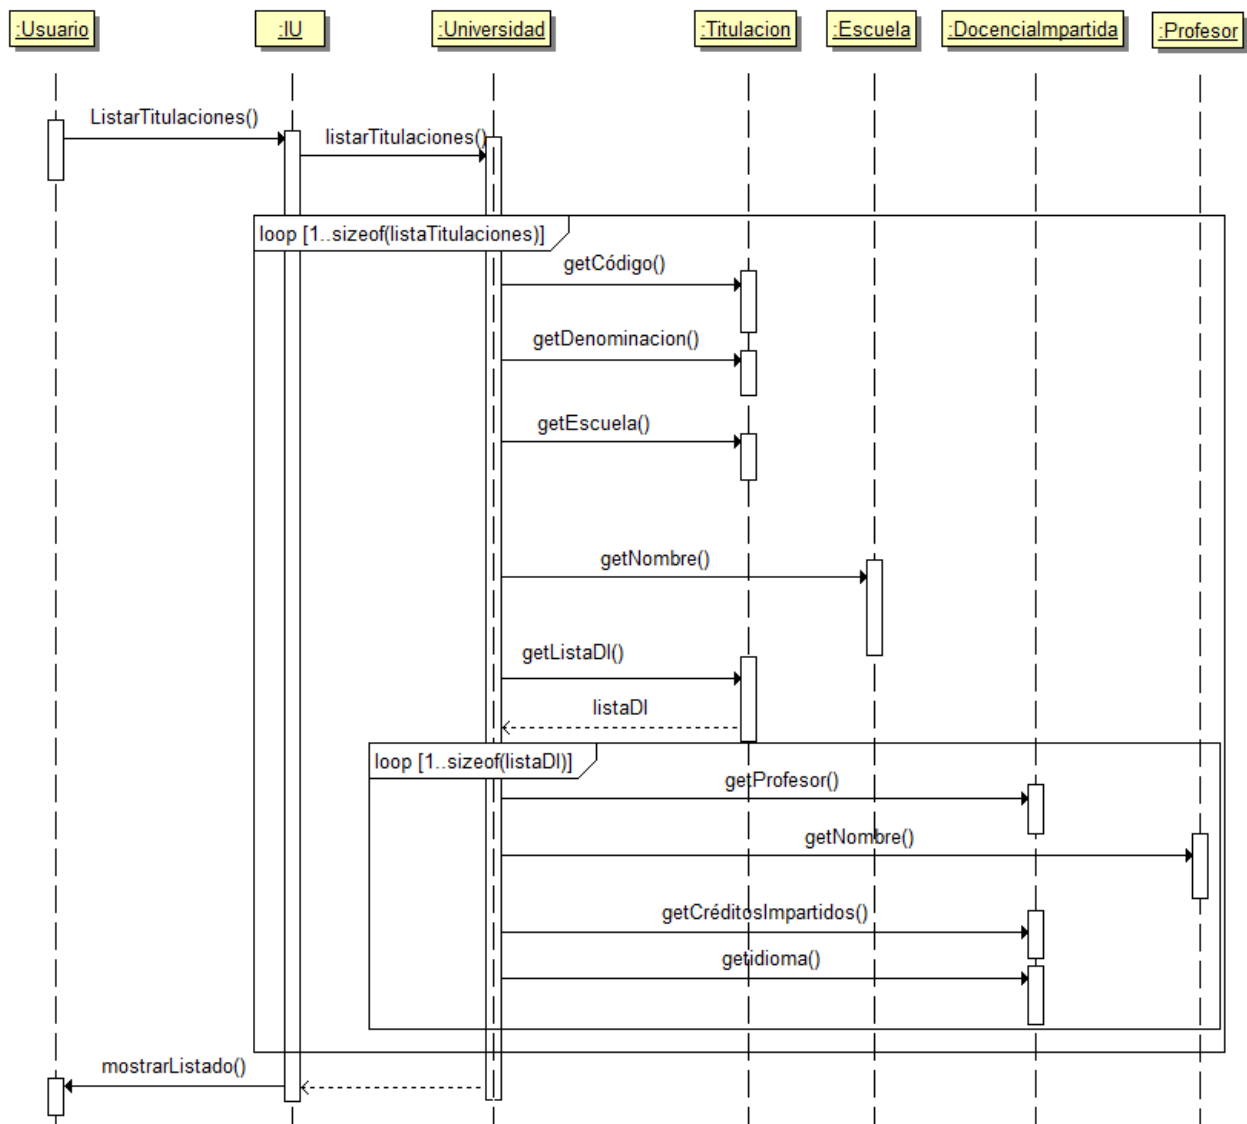 :Usuario
:IU
:Universidad
:Titulacion
:Escuela
:DocenciaImpartida
:Profesor
ListarTitulaciones()
listarTitulaciones()
loop [1..sizeof(listaTitulaciones)]
getCódigo()
getDenominacion()
getEscuela()
getNombre()
getListaDI()
listaDI
loop [1..sizeof(listaDI)]
getProfesor()
getNombre()
getCréditosImpartidos()
getidioma()
mostrarListado()